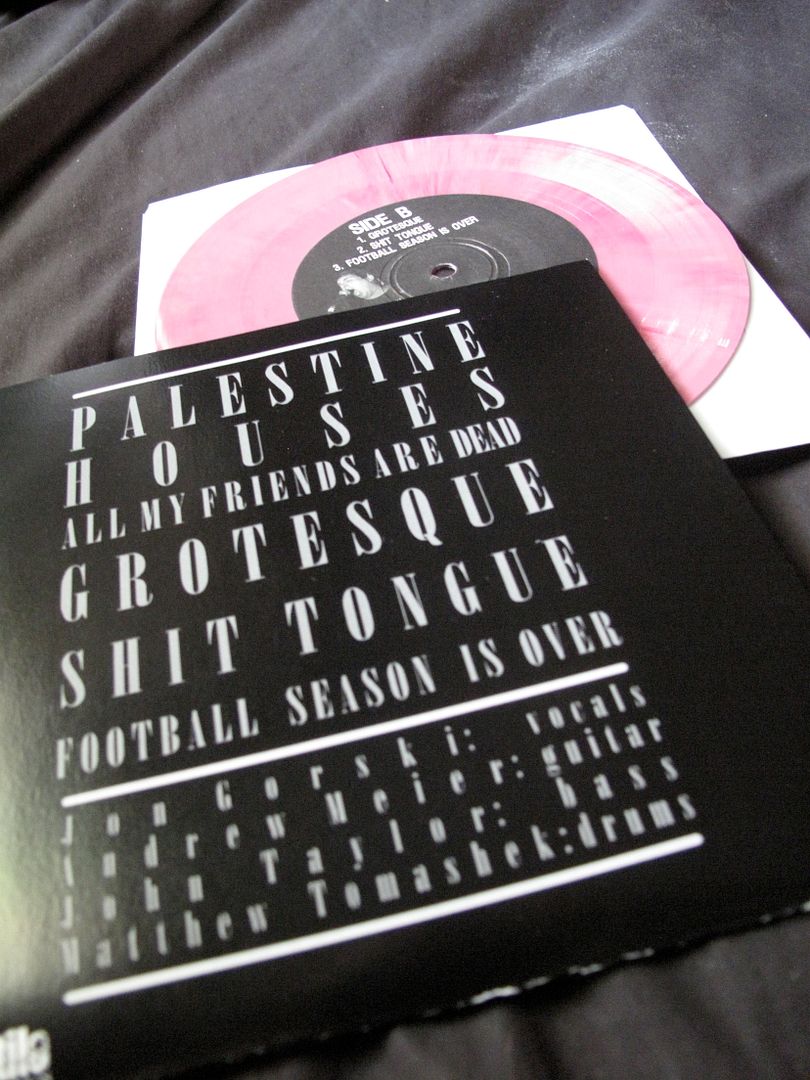 SIDE B
1. GROTESQUE
2. SHIT TONGUE
3. FOOTBALL SEASON IS OVER
PALESTINE
HOUSES
ALL MY FRIENDS ARE DEAD
GROTESQUE
SHIT TONGUE
FOOTBALL SEASON IS OVER
Jon Gorski: vocals
Andrew Meier: guitar
John Taylor: bass
Matthew Tomashek:drums